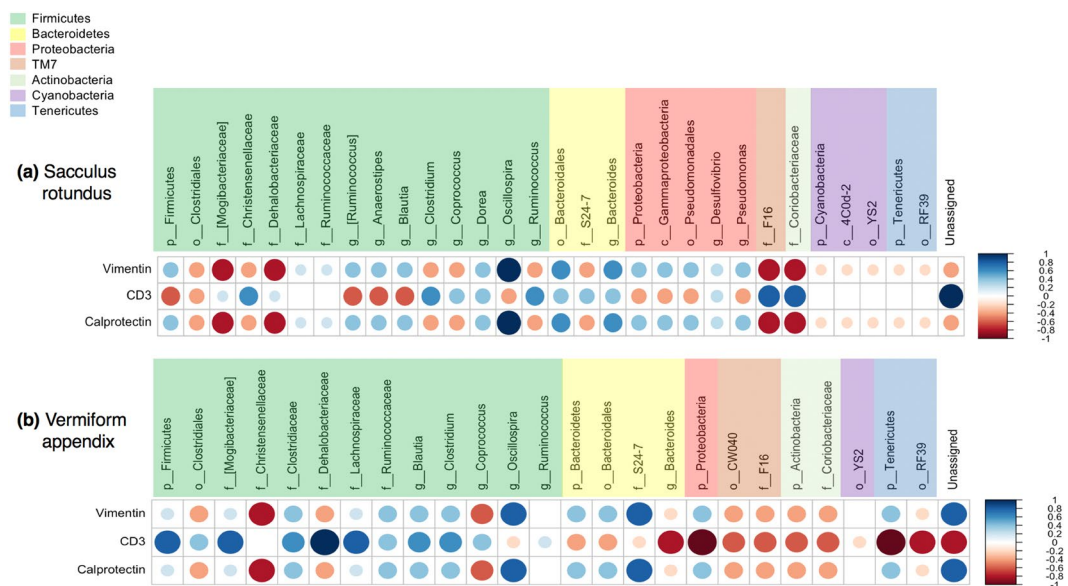 Firmicutes
Bacteroidetes
Proteobacteria
TM7
Actinobacteria
Cyanobacteria
Tenericutes
(a) Sacculus
rotundus
p__Firmicutes
o__Clostridiales
f__[Mogibacteriaceae]
f__Christensenellaceae
f__Dehalobacteriaceae
f__Lachnospiraceae
f__Ruminococcaceae
g__[Ruminococcus]
g__Anaerostipes
g__Blautia
g__Clostridium
g__Coprococcus
g__Dorea
g__Oscillospira
g__Ruminococcus
o__Bacteroidales
f__S24-7
g__Bacteroides
p__Proteobacteria
c__Gammaproteobacteria
o__Pseudomonadales
g__Desulfovibrio
g__Pseudomonas
f__F16
f__Coriobacteriaceae
p__Cyanobacteria
c__4C0d-2
o__YS2
p__Tenericutes
o__RF39
Unassigned
Vimentin
CD3
Calprotectin
1
0.8
0.6
0.4
0.2
0
-0.2
-0.4
-0.6
-0.8
-1
(b) Vermiform
appendix
p__Firmicutes
o__Clostridiales
f__[Mogibacteriaceae]
f__Christensenellaceae
f__Clostridiaceae
f__Dehalobacteriaceae
f__Lachnospiraceae
f__Ruminococcaceae
g__Blautia
g__Clostridium
g__Coprococcus
g__Oscillospira
g__Ruminococcus
p__Bacteroidetes
o__Bacteroidales
f__S24-7
g__Bacteroides
p__Proteobacteria
o__CW040
f__F16
p__Actinobacteria
f__Coriobacteriaceae
o__YS2
p__Tenericutes
o__RF39
Unassigned
Vimentin
CD3
Calprotectin
1
0.8
0.6
0.4
0.2
0
-0.2
-0.4
-0.6
-0.8
-1